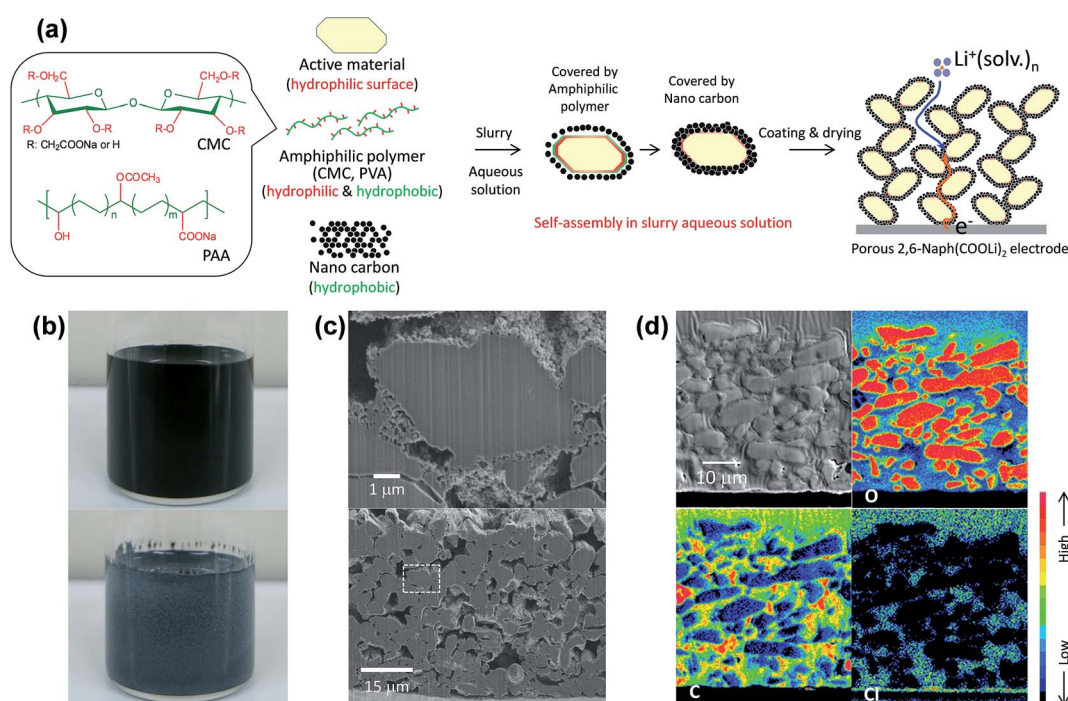 (a)
R-OH₂C
O
CH₂O-R
O
O
R-O
O-R
R-O
O-R
R: CH₂COONa or H
CMC
OCOCH₃
n
m
OH
COONa
PAA
Active material
(hydrophilic surface)
Amphiphilic polymer
(CMC, PVA)
(hydrophilic & hydrophobic)
Nano carbon
(hydrophobic)
Slurry
Aqueous
solution
Covered by
Amphiphilic
polymer
Covered by
Nano carbon
Self-assembly in slurry aqueous solution
Coating & drying
Li⁺(solv.)ₙ
e⁻
Porous 2,6-Naph(COOLi)₂ electrode
(b)
(c)
1 μm
15 μm
(d)
10 μm
O
C
Cl
High
Low